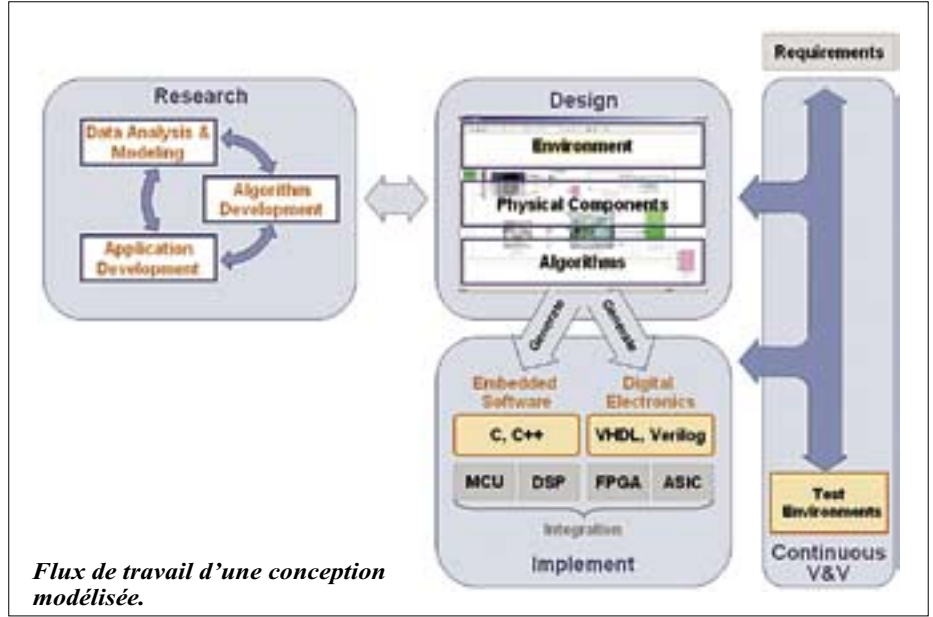 Requirements
Research
Data Analysis &
Modeling
Algorithm
Development
Application
Development
Design
Environment
Physical Components
Algorithms
Generate
Generate
Embedded
Software
Digital
Electronics
C, C++
VHDL, Verilog
MCU
DSP
FPGA
ASIC
Integration
Implement
Test
Environments
Continuous
V&V
Flux de travail d’une conception
modélisée.